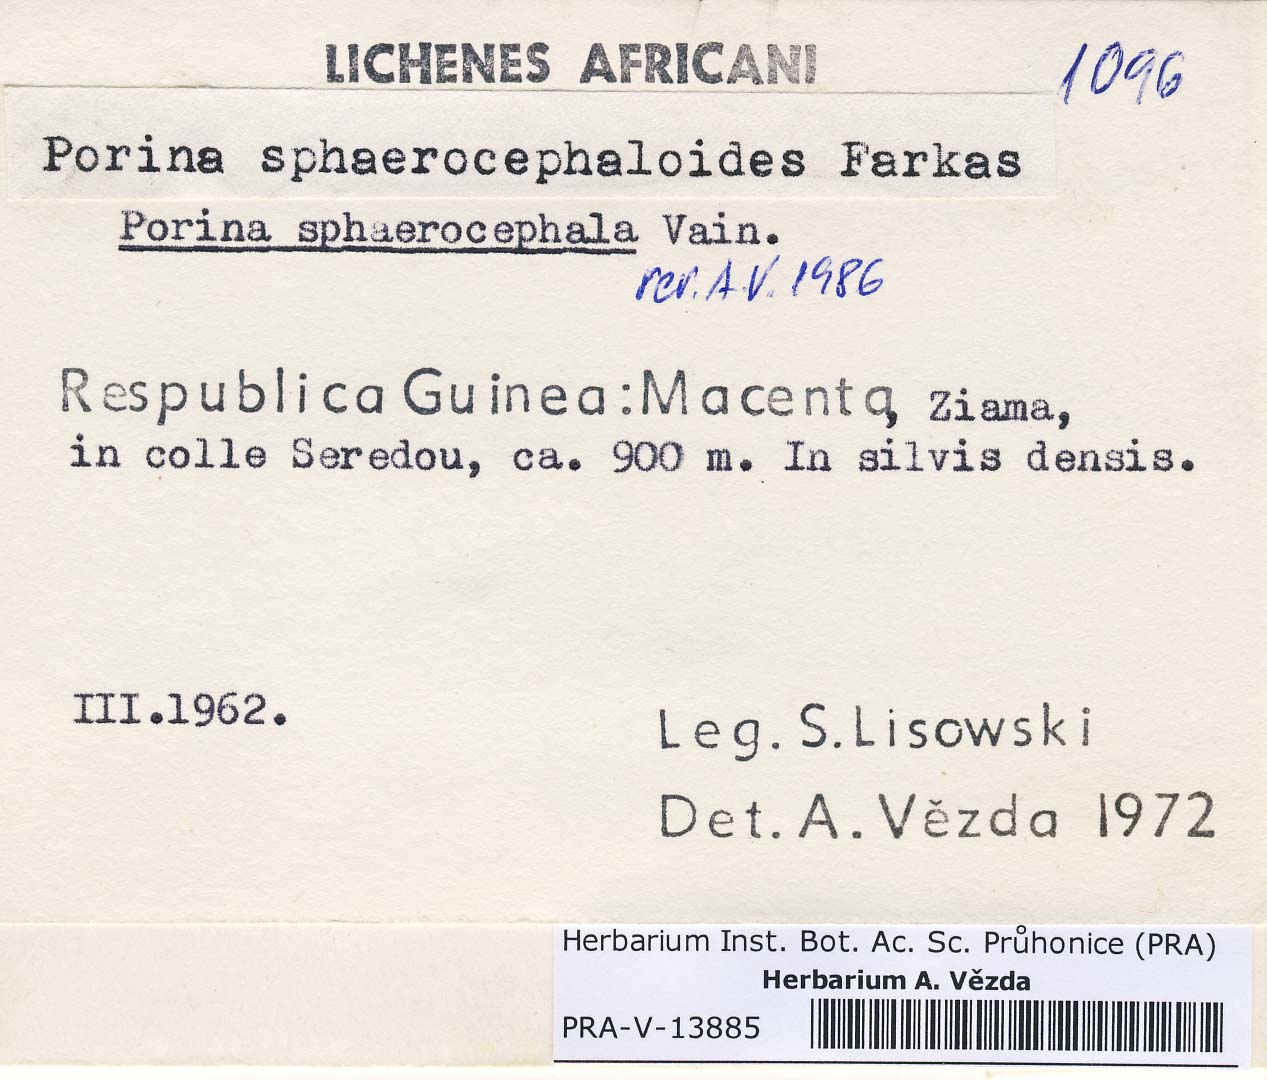 LICHENES AFRICANI
1096
Porina sphaerocephaloides Farkas
Porina sphaerocephala Vain.
rev. A.V. 1986
Respublica Guinea: Macenta, Ziama,
in colle Seredou, ca. 900 m. In silvis densis.
III.1962.
Leg. S. Lisowski
Det. A. Vězda 1972
Herbarium Inst. Bot. Ac. Sc. Průhonice (PRA)
Herbarium A. Vězda
PRA-V-13885